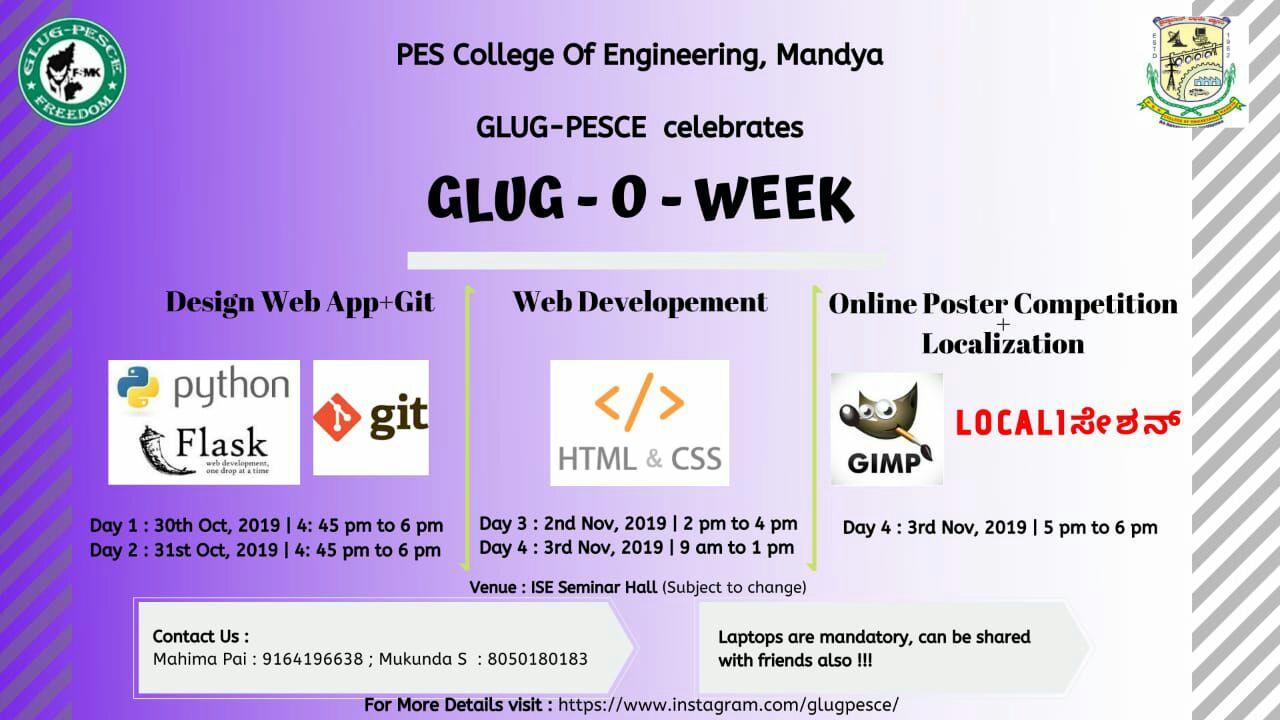 GLUG-PESCE
FSMK
FREEDOM
PES College Of Engineering, Mandya
ESTD
1962
GLUG-PESCE celebrates
GLUG - O - WEEK
Design Web App+Git
python
Flask
web development,
one drop at a time
git
Day 1 : 30th Oct, 2019 | 4: 45 pm to 6 pm
Day 2 : 31st Oct, 2019 | 4: 45 pm to 6 pm
Web Developement
</>
HTML & CSS
Day 3 : 2nd Nov, 2019 | 2 pm to 4 pm
Day 4 : 3rd Nov, 2019 | 9 am to 1 pm
Online Poster Competition
+
Localization
GIMP
LOCALIಸೇಶನ್
Day 4 : 3rd Nov, 2019 | 5 pm to 6 pm
Venue : ISE Seminar Hall (Subject to change)
Contact Us :
Mahima Pai : 9164196638 ; Mukunda S : 8050180183
Laptops are mandatory, can be shared
with friends also !!!
For More Details visit : https://www.instagram.com/glugpesce/